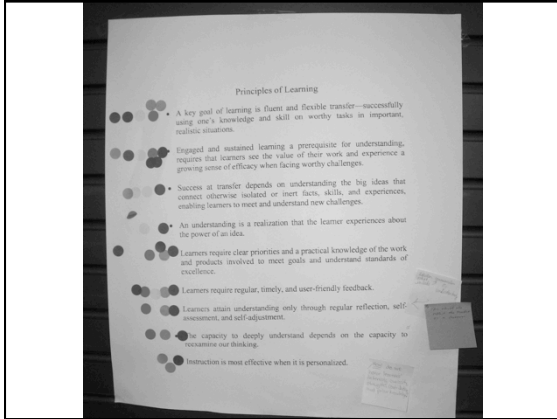 Principles of Learning
A key goal of learning is fluent and flexible transfer—successfully
using one's knowledge and skill on worthy tasks in important,
realistic situations.
Engaged and sustained learning a prerequisite for understanding,
requires that learners see the value of their work and experience a
growing sense of efficacy when facing worthy challenges.
Success at transfer depends on understanding the big ideas that
connect otherwise isolated or inert facts, skills, and experiences,
enabling learners to meet and understand new challenges.
An understanding is a realization that the learner experiences about
the power of an idea.
Learners require clear priorities and a practical knowledge of the work
and products involved to meet goals and understand standards of
excellence.
Learners require regular, timely, and user-friendly feedback.
Learners attain understanding only through regular reflection, self-
assessment, and self-adjustment.
The capacity to deeply understand depends on the capacity to
reexamine our thinking.
Instruction is most effective when it is personalized.